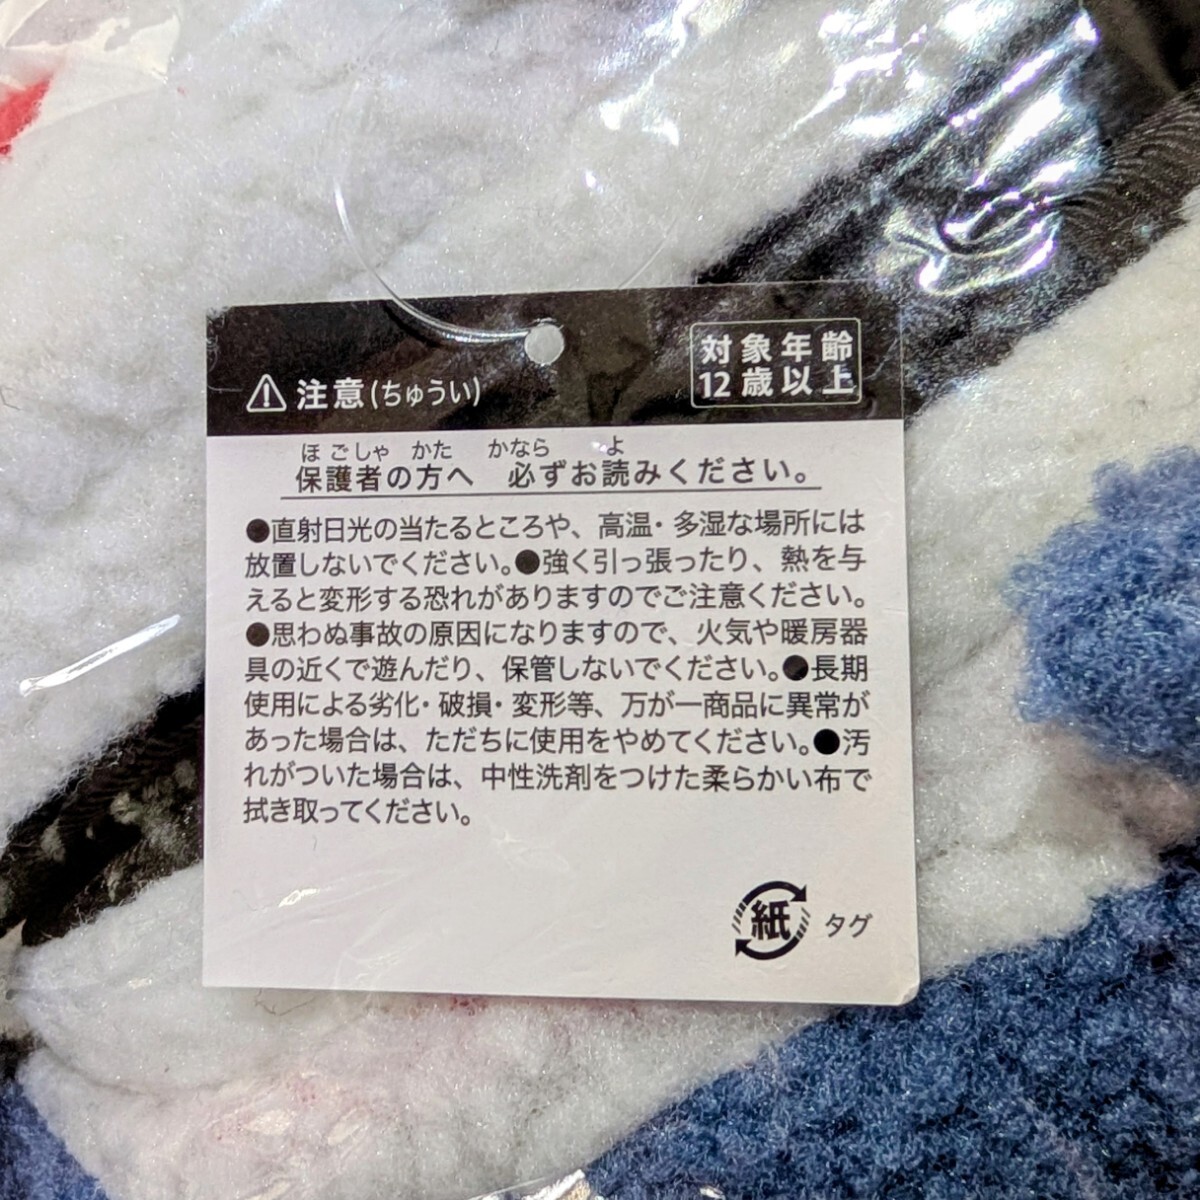 対象年齢
12歳以上
⚠注意(ちゅうい)
ほごしゃ かた かなら よ
保護者の方へ 必ずお読みください。
●直射日光の当たるところや、高温・多湿な場所には
放置しないでください。●強く引っ張ったり、熱を与
えると変形する恐れがありますのでご注意ください。
●思わぬ事故の原因になりますので、火気や暖房器
具の近くで遊んだり、保管しないでください。●長期
使用による劣化・破損・変形等、万が一商品に異常が
あった場合は、ただちに使用をやめてください。●汚
れがついた場合は、中性洗剤をつけた柔らかい布で
拭き取ってください。
紙 タグ